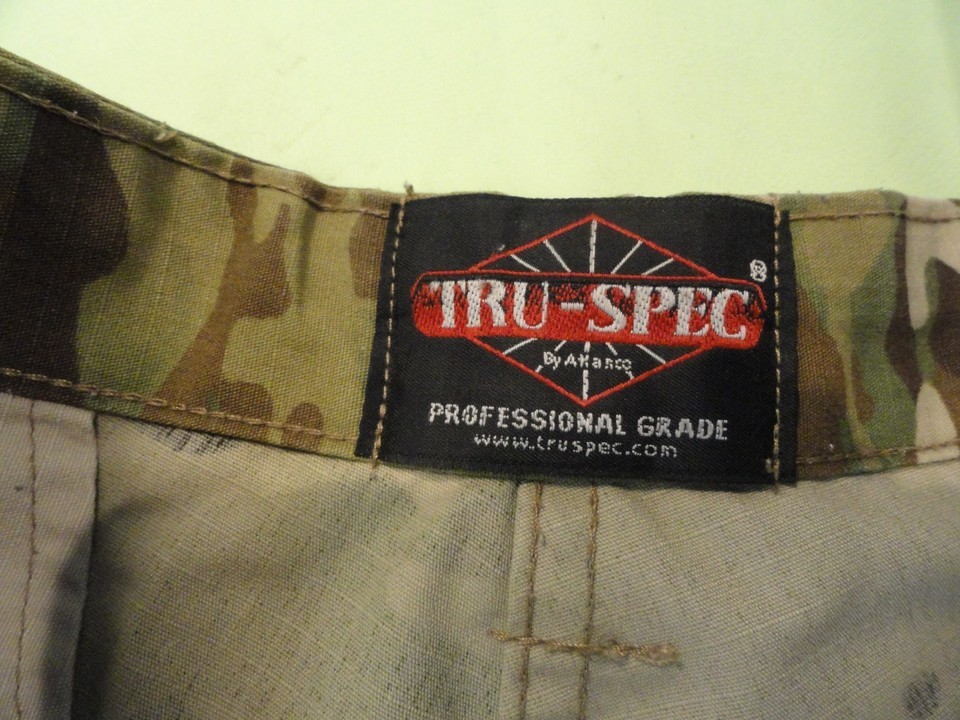 TRU-SPEC®
By Atlanco
PROFESSIONAL GRADE
www.truspec.com